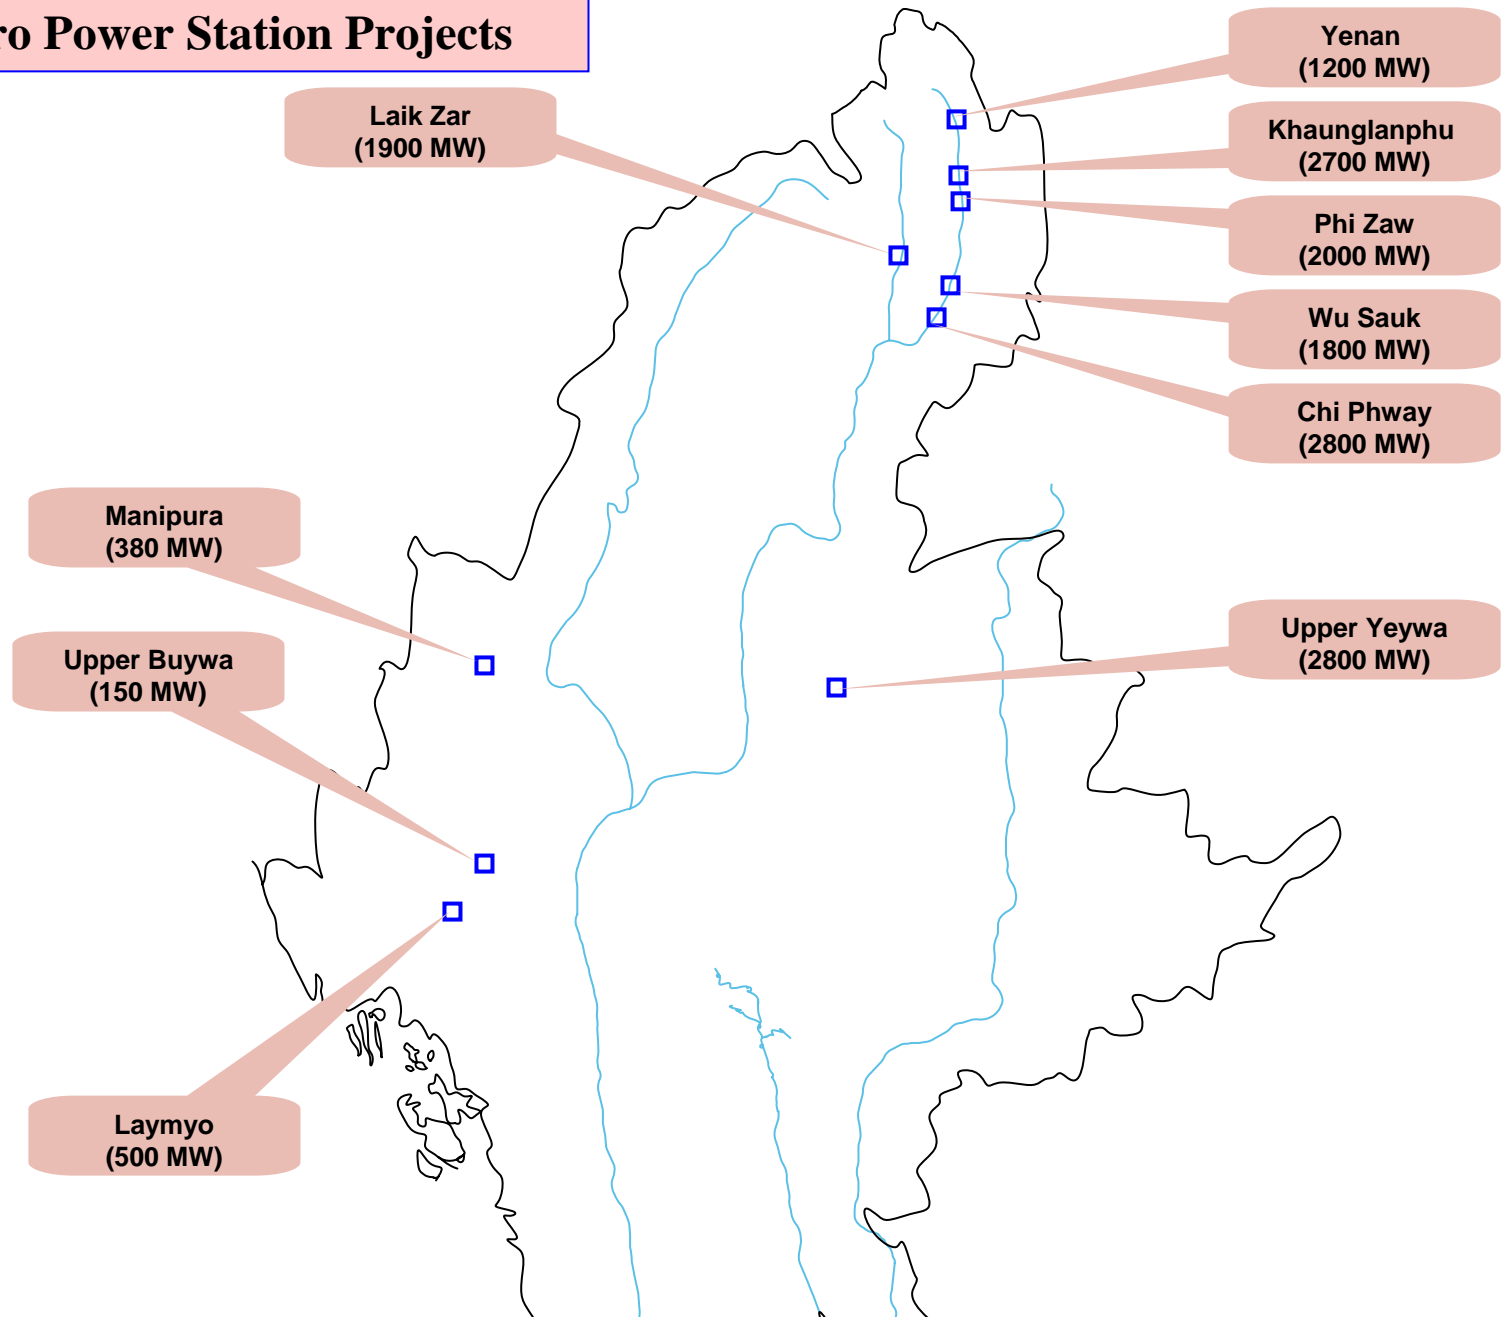 ro Power Station Projects
Yenan
(1200 MW)
Laik Zar
(1900 MW)
Khaunglanphu
(2700 MW)
Phi Zaw
(2000 MW)
Wu Sauk
(1800 MW)
Chi Phway
(2800 MW)
Manipura
(380 MW)
Upper Buywa
(150 MW)
Upper Yeywa
(2800 MW)
Laymyo
(500 MW)